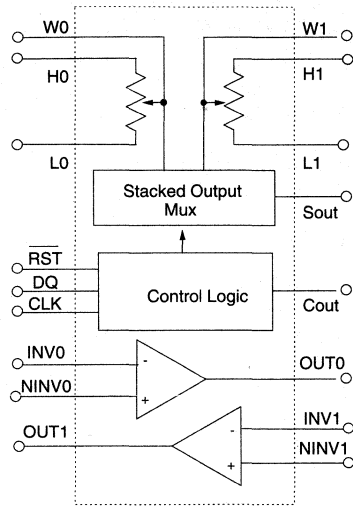 W0
W1
H0
H1
L0
L1
Stacked Output
Mux
Sout
RST
DQ
CLK
Control Logic
Cout
INV0
-
OUT0
NINV0
+
OUT1
-
INV1
+
NINV1